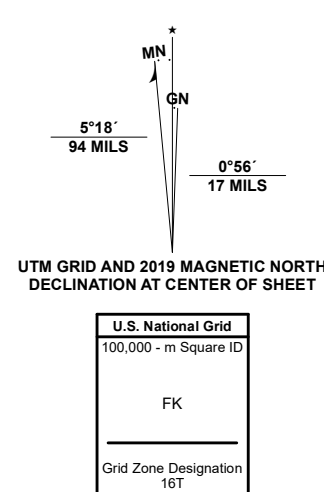 ★
MN
GN
5°18´
94 MILS
0°56´
17 MILS
UTM GRID AND 2019 MAGNETIC NORTH
DECLINATION AT CENTER OF SHEET
U.S. National Grid
100,000 - m Square ID
FK
Grid Zone Designation
16T